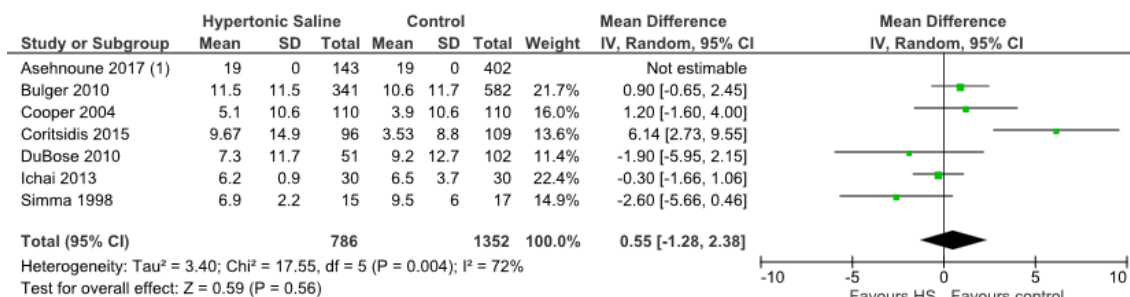 Hypertonic Saline Control Mean Difference Mean Difference
Study or Subgroup Mean SD Total Mean SD Total Weight IV, Random, 95% CI IV, Random, 95% CI
Asehnoune 2017 (1) 19 0 143 19 0 402 Not estimable
Bulger 2010 11.5 11.5 341 10.6 11.7 582 21.7% 0.90 [-0.65, 2.45]
Cooper 2004 5.1 10.6 110 3.9 10.6 110 16.0% 1.20 [-1.60, 4.00]
Coritsidis 2015 9.67 14.9 96 3.53 8.8 109 13.6% 6.14 [2.73, 9.55]
DuBose 2010 7.3 11.7 51 9.2 12.7 102 11.4% -1.90 [-5.95, 2.15]
Ichai 2013 6.2 0.9 30 6.5 3.7 30 22.4% -0.30 [-1.66, 1.06]
Simma 1998 6.9 2.2 15 9.5 6 17 14.9% -2.60 [-5.66, 0.46]
Total (95% CI) 786 1352 100.0% 0.55 [-1.28, 2.38]
Heterogeneity: Tau² = 3.40; Chi² = 17.55, df = 5 (P = 0.004); I² = 72%
Test for overall effect: Z = 0.59 (P = 0.56)
-10 -5 0 5 10
Favours HS Favours control